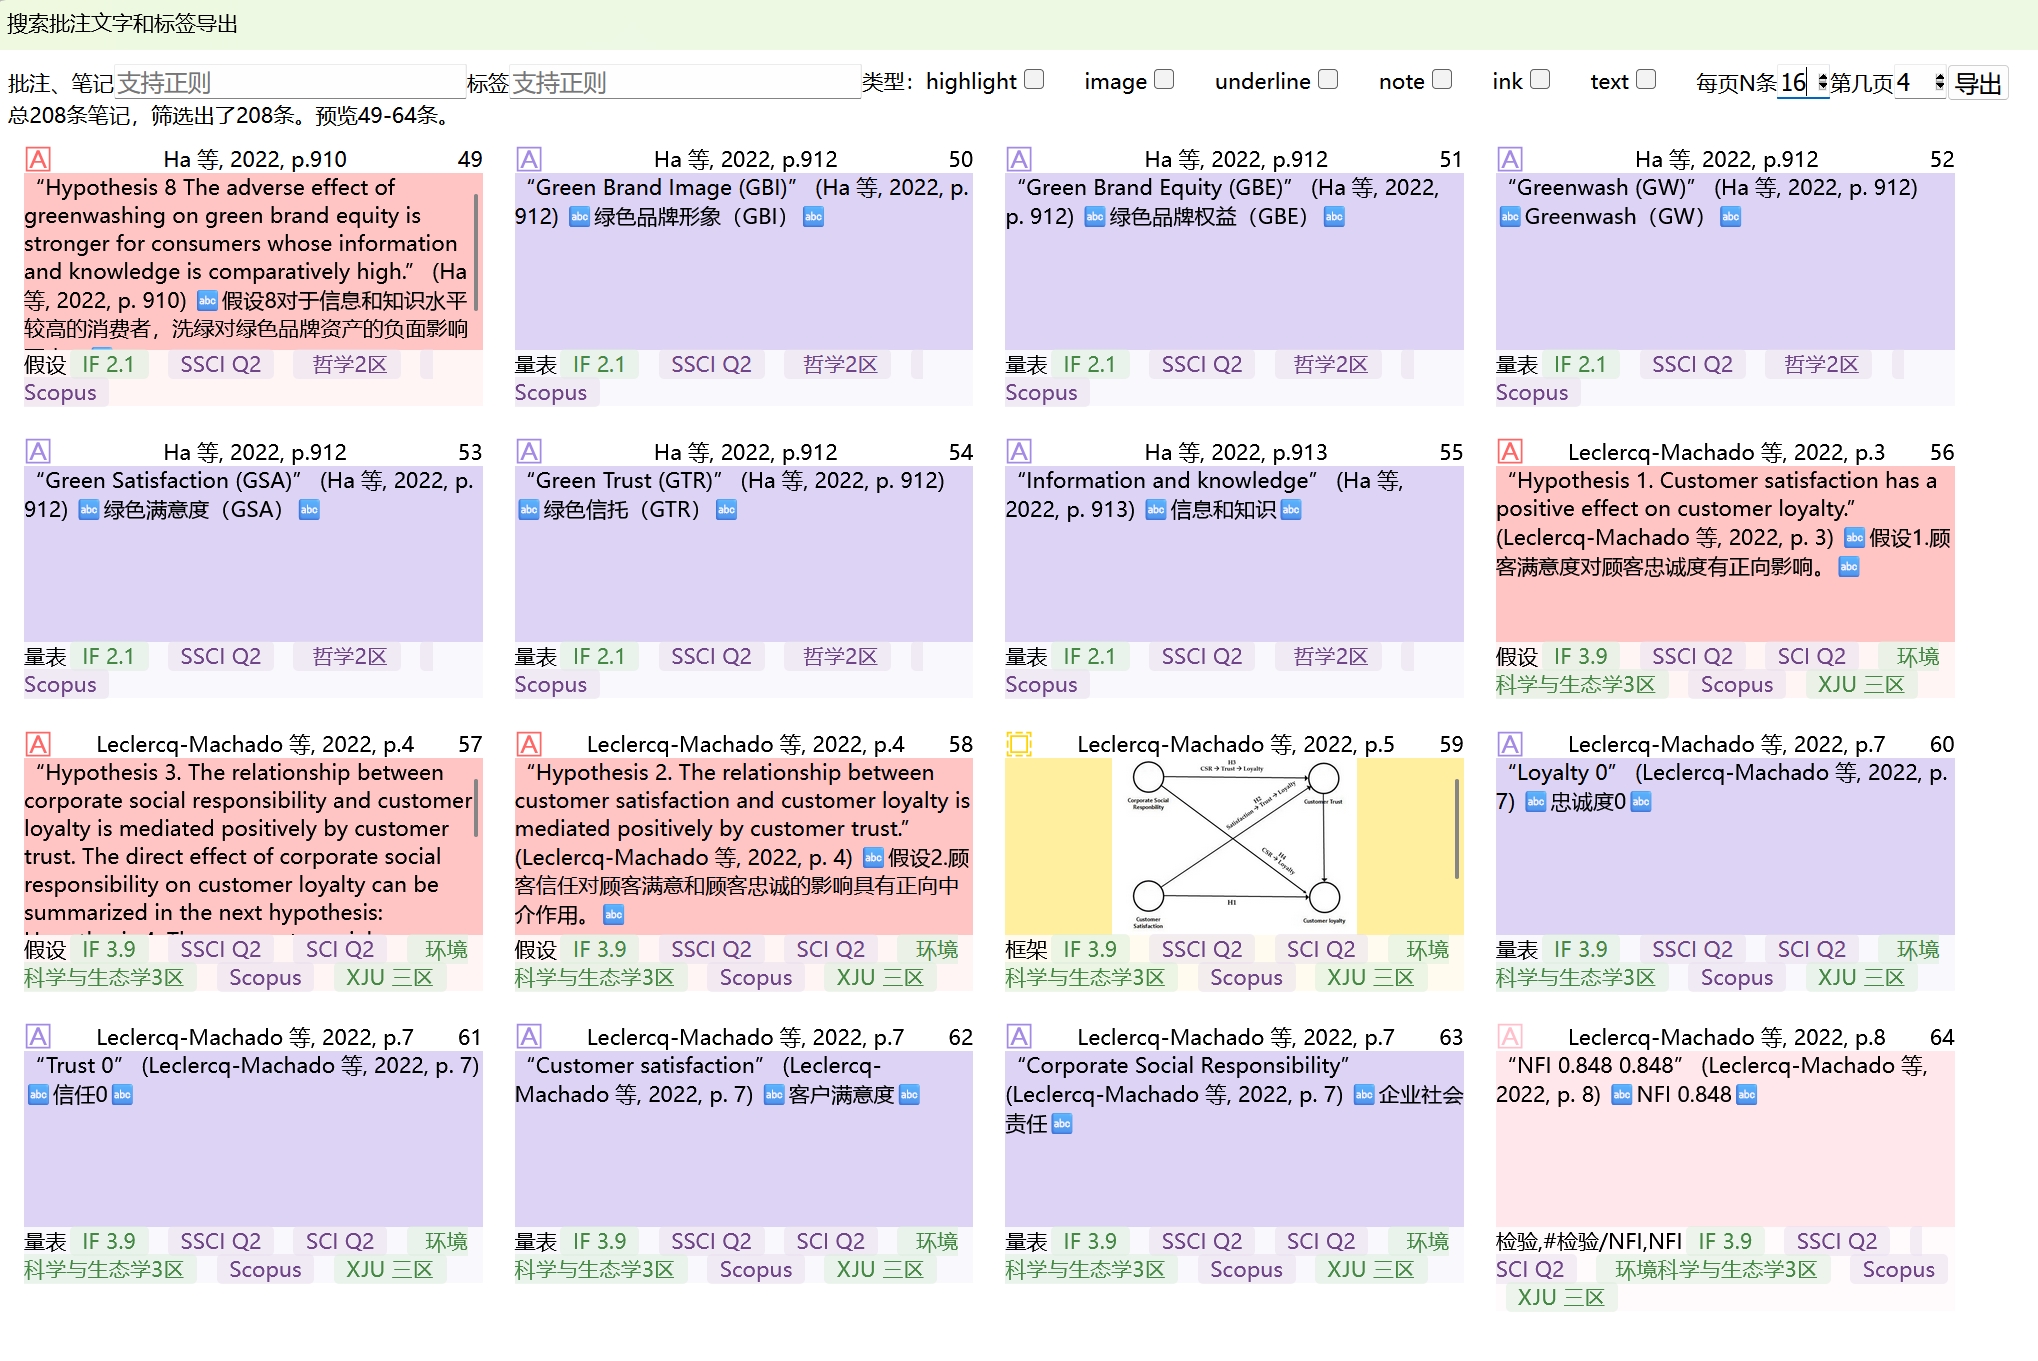 搜索批注文字和标签导出
批注、笔记 支持正则 标签 支持正则 类型： highlight image underline note ink text 每页N条 16 第几页 4 导出
总208条笔记，筛选出了208条。预览49-64条。
A Ha 等, 2022, p.910 49
“Hypothesis 8 The adverse effect of
greenwashing on green brand equity is
stronger for consumers whose information
and knowledge is comparatively high.” (Ha
等, 2022, p. 910) abc 假设8对于信息和知识水平
较高的消费者，洗绿对绿色品牌资产的负面影响
假设 IF 2.1 SSCI Q2 哲学2区
Scopus
A Ha 等, 2022, p.912 50
“Green Brand Image (GBI)” (Ha 等, 2022, p.
912) abc 绿色品牌形象（GBI） abc
量表 IF 2.1 SSCI Q2 哲学2区
Scopus
A Ha 等, 2022, p.912 51
“Green Brand Equity (GBE)” (Ha 等, 2022,
p. 912) abc 绿色品牌权益（GBE） abc
量表 IF 2.1 SSCI Q2 哲学2区
Scopus
A Ha 等, 2022, p.912 52
“Greenwash (GW)” (Ha 等, 2022, p. 912)
abc Greenwash（GW） abc
量表 IF 2.1 SSCI Q2 哲学2区
Scopus
A Ha 等, 2022, p.912 53
“Green Satisfaction (GSA)” (Ha 等, 2022, p.
912) abc 绿色满意度（GSA） abc
量表 IF 2.1 SSCI Q2 哲学2区
Scopus
A Ha 等, 2022, p.912 54
“Green Trust (GTR)” (Ha 等, 2022, p. 912)
abc 绿色信托（GTR） abc
量表 IF 2.1 SSCI Q2 哲学2区
Scopus
A Ha 等, 2022, p.913 55
“Information and knowledge” (Ha 等,
2022, p. 913) abc 信息和知识 abc
量表 IF 2.1 SSCI Q2 哲学2区
Scopus
A Leclercq-Machado 等, 2022, p.3 56
“Hypothesis 1. Customer satisfaction has a
positive effect on customer loyalty.”
(Leclercq-Machado 等, 2022, p. 3) abc 假设1.顾
客满意度对顾客忠诚度有正向影响。 abc
假设 IF 3.9 SSCI Q2 SCI Q2 环境
科学与生态学3区 Scopus XJU 三区
A Leclercq-Machado 等, 2022, p.4 57
“Hypothesis 3. The relationship between
corporate social responsibility and customer
loyalty is mediated positively by customer
trust. The direct effect of corporate social
responsibility on customer loyalty can be
summarized in the next hypothesis:
假设 IF 3.9 SSCI Q2 SCI Q2 环境
科学与生态学3区 Scopus XJU 三区
A Leclercq-Machado 等, 2022, p.4 58
“Hypothesis 2. The relationship between
customer satisfaction and customer loyalty is
mediated positively by customer trust.”
(Leclercq-Machado 等, 2022, p. 4) abc 假设2.顾
客信任对顾客满意和顾客忠诚的影响具有正向中
介作用。 abc
假设 IF 3.9 SSCI Q2 SCI Q2 环境
科学与生态学3区 Scopus XJU 三区
Leclercq-Machado 等, 2022, p.5 59
H3
CSR → Trust → Loyalty
Corporate Social
Responbility
Customer Trust
H2
Satisfaction → Trust → Loyalty
H4
CSR → Loyalty
H1
Customer
Satisfaction
Customer loyalty
框架 IF 3.9 SSCI Q2 SCI Q2 环境
科学与生态学3区 Scopus XJU 三区
A Leclercq-Machado 等, 2022, p.7 60
“Loyalty 0” (Leclercq-Machado 等, 2022, p.
7) abc 忠诚度0 abc
量表 IF 3.9 SSCI Q2 SCI Q2 环境
科学与生态学3区 Scopus XJU 三区
A Leclercq-Machado 等, 2022, p.7 61
“Trust 0” (Leclercq-Machado 等, 2022, p. 7)
abc 信任0 abc
量表 IF 3.9 SSCI Q2 SCI Q2 环境
科学与生态学3区 Scopus XJU 三区
A Leclercq-Machado 等, 2022, p.7 62
“Customer satisfaction” (Leclercq-
Machado 等, 2022, p. 7) abc 客户满意度 abc
量表 IF 3.9 SSCI Q2 SCI Q2 环境
科学与生态学3区 Scopus XJU 三区
A Leclercq-Machado 等, 2022, p.7 63
“Corporate Social Responsibility”
(Leclercq-Machado 等, 2022, p. 7) abc 企业社会
责任 abc
量表 IF 3.9 SSCI Q2 SCI Q2 环境
科学与生态学3区 Scopus XJU 三区
A Leclercq-Machado 等, 2022, p.8 64
“NFI 0.848 0.848” (Leclercq-Machado 等,
2022, p. 8) abc NFI 0.848 abc
检验,#检验/NFI,NFI IF 3.9 SSCI Q2
SCI Q2 环境科学与生态学3区 Scopus
XJU 三区